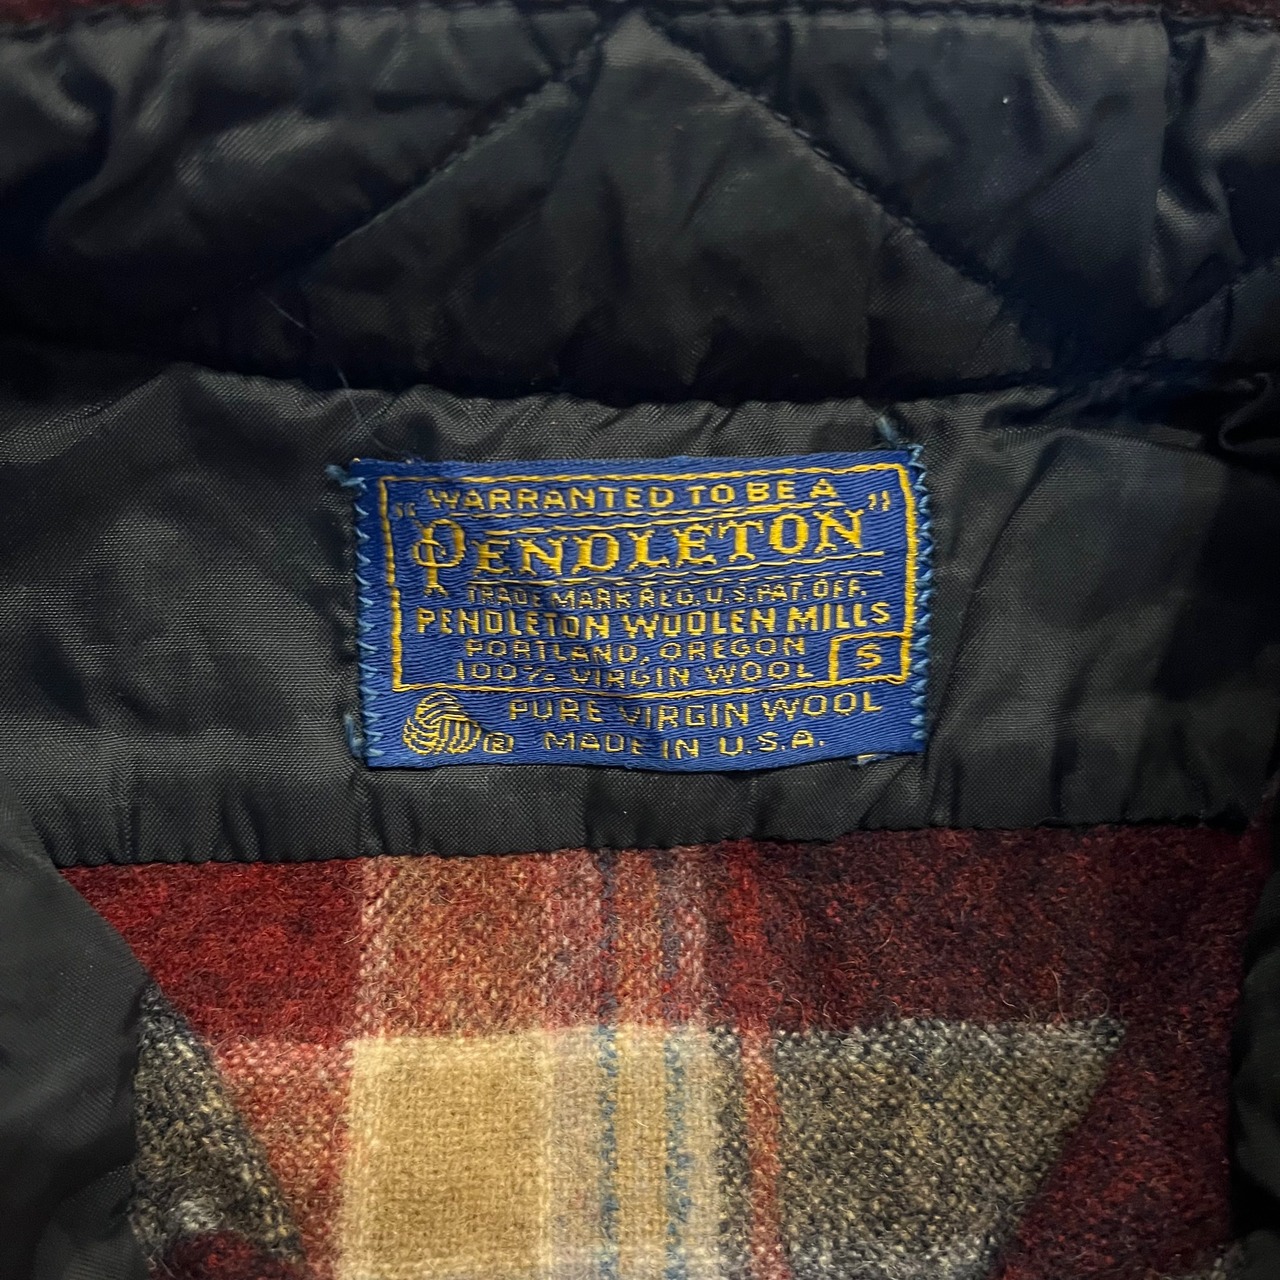 WARRANTED TO BE A
"PENDLETON"
TRADE MARK REG. U.S. PAT. OFF.
PENDLETON WOOLEN MILLS
PORTLAND, OREGON
100% VIRGIN WOOL
S
PURE VIRGIN WOOL
® MADE IN U.S.A.